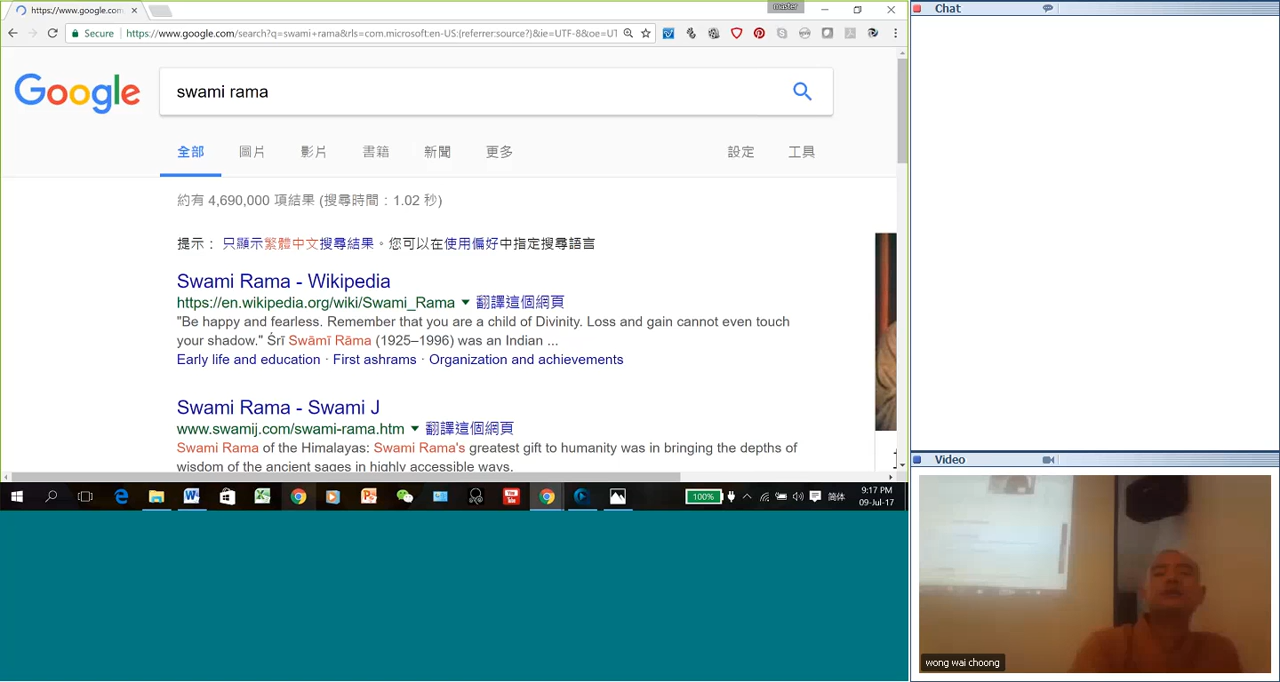 https://www.google.com
master
Secure
https://www.google.com/search?q=swami+rama&rls=com.microsoft:en-US:(referrer:source?)&ie=UTF-8&oe=UT
Google
swami rama
全部
圖片
影片
書籍
新聞
更多
設定
工具
約有 4,690,000 項結果 (搜尋時間：1.02 秒)
提示： 只顯示繁體中文搜尋結果。您可以在使用偏好中指定搜尋語言
Swami Rama - Wikipedia
https://en.wikipedia.org/wiki/Swami_Rama 翻譯這個網頁
"Be happy and fearless. Remember that you are a child of Divinity. Loss and gain cannot even touch
your shadow." Śrī Swāmī Rāma (1925–1996) was an Indian ...
Early life and education · First ashrams · Organization and achievements
Swami Rama - Swami J
www.swamij.com/swami-rama.htm 翻譯這個網頁
Swami Rama of the Himalayas: Swami Rama's greatest gift to humanity was in bringing the depths of
wisdom of the ancient sages in highly accessible ways.
100%
简体
9:17 PM
09-Jul-17
Chat
Video
wong wai choong